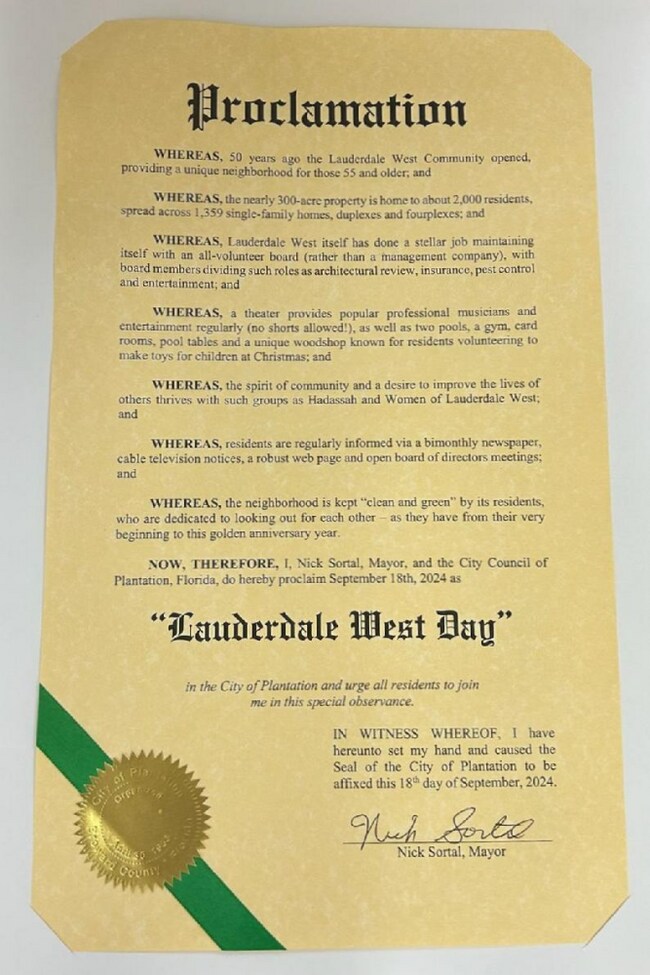 Proclamation
WHEREAS, 50 years ago the Lauderdale West Community opened,
providing a unique neighborhood for those 55 and older; and
WHEREAS, the nearly 300-acre property is home to about 2,000 residents,
spread across 1,359 single-family homes, duplexes and fourplexes; and
WHEREAS, Lauderdale West itself has done a stellar job maintaining
itself with an all-volunteer board (rather than a management company), with
board members dividing such roles as architectural review, insurance, pest control
and entertainment; and
WHEREAS, a theater provides popular professional musicians and
entertainment regularly (no shorts allowed!), as well as two pools, a gym, card
rooms, pool tables and a unique woodshop known for residents volunteering to
make toys for children at Christmas; and
WHEREAS, the spirit of community and a desire to improve the lives of
others thrives with such groups as Hadassah and Women of Lauderdale West;
and
WHEREAS, residents are regularly informed via a bimonthly newspaper,
cable television notices, a robust web page and open board of directors meetings;
and
WHEREAS, the neighborhood is kept “clean and green” by its residents,
who are dedicated to looking out for each other – as they have from their very
beginning to this golden anniversary year.
NOW, THEREFORE, I, Nick Sortal, Mayor, and the City Council of
Plantation, Florida, do hereby proclaim September 18th, 2024 as
“Lauderdale West Day”
in the City of Plantation and urge all residents to join
me in this special observance.
IN WITNESS WHEREOF, I have
hereunto set my hand and caused the
Seal of the City of Plantation to be
affixed this 18th day of September, 2024.
Nick Sortal
Nick Sortal, Mayor
City of
County